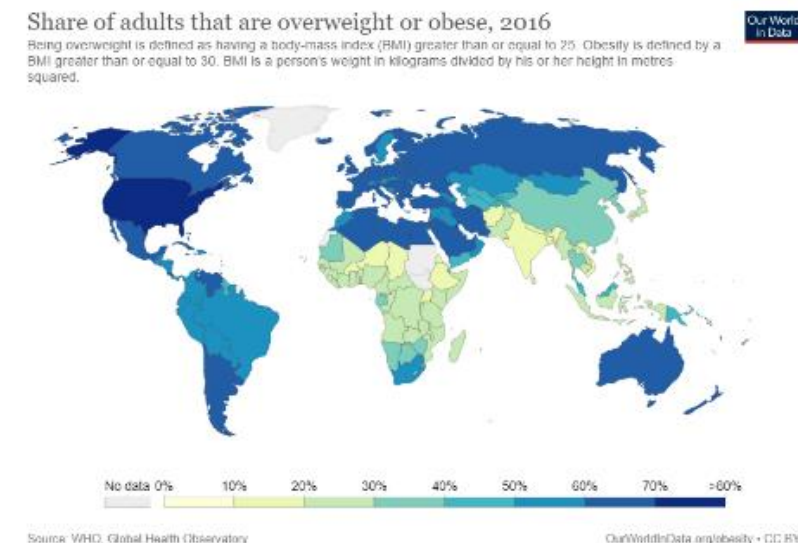 Share of adults that are overweight or obese, 2016
Our World
in Data
Being overweight is defined as having a body-mass index (BMI) greater than or equal to 25. Obesity is defined by a
BMI greater than or equal to 30. BMI is a person's weight in kilograms divided by his or her height in metres
squared.
No data 0% 10% 20% 30% 40% 50% 60% 70% >80%
Source: WHO, Global Health Observatory
OurWorldInData.org/obesity • CC BY